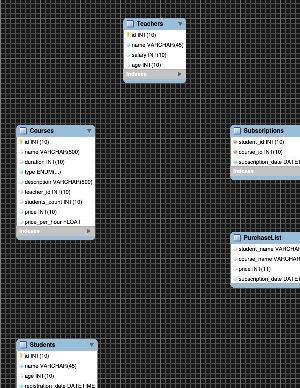 Teachers
id INT(10)
name VARCHAR(45)
salary INT(10)
age INT(10)
Indexes
Courses
id INT(10)
name VARCHAR(500)
duration INT(10)
type ENUM(...)
description VARCHAR(500)
teacher_id INT(10)
students_count INT(10)
price INT(10)
price_per_hour FLOAT
Indexes
Subscriptions
student_id INT(10)
course_id INT(10)
subscription_date DATET
Indexes
PurchaseList
student_name VARCHAR
course_name VARCHAR
price INT(11)
subscription_date DATET
Students
id INT(10)
name VARCHAR(45)
age INT(10)
registration_date DATETIME